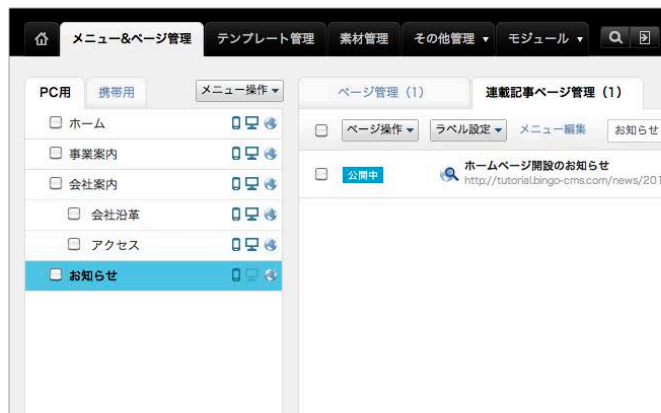 メニュー&ページ管理 テンプレート管理 素材管理 その他管理 ▼ モジュール ▼
PC用 携帯用 メニュー操作▼
ホーム
事業案内
会社案内
会社沿革
アクセス
お知らせ
ページ管理（1） 連載記事ページ管理（1）
ページ操作▼ ラベル設定▼ メニュー編集 お知らせ
公開中 ホームページ開設のお知らせ
http://tutorial.bingo-cms.com/news/201